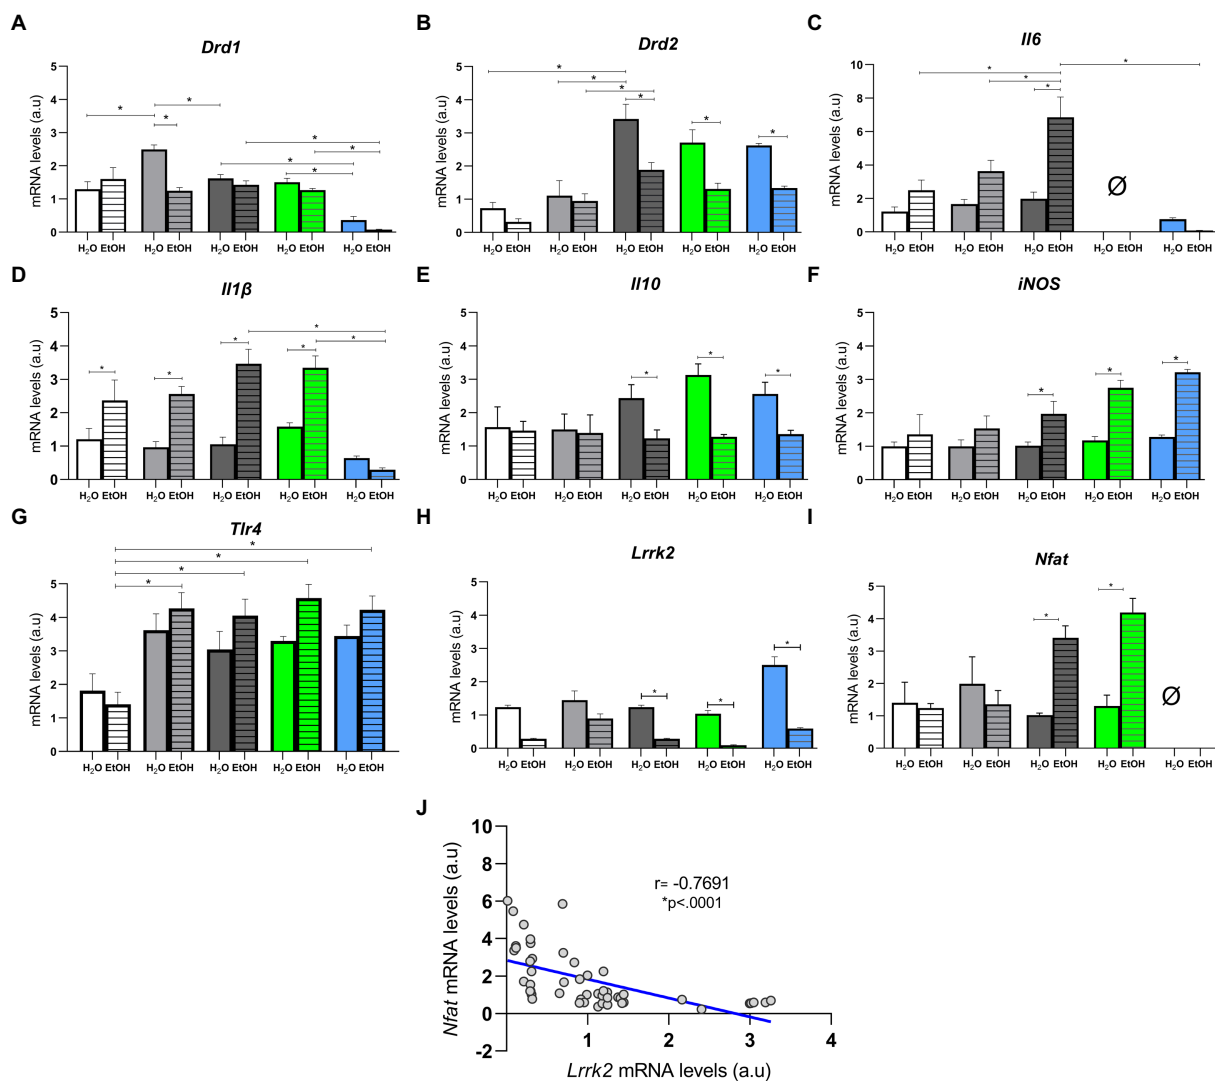 A
Drd1
mRNA levels (a.u)
5
4
3
2
1
0
* * * * * * *
H₂O EtOH H₂O EtOH H₂O EtOH H₂O EtOH H₂O EtOH
B
Drd2
mRNA levels (a.u)
5
4
3
2
1
0
* * * * * *
H₂O EtOH H₂O EtOH H₂O EtOH H₂O EtOH H₂O EtOH
C
Il6
mRNA levels (a.u)
10
8
6
4
2
0
* * * *
Ø
H₂O EtOH H₂O EtOH H₂O EtOH H₂O EtOH H₂O EtOH
D
Il1β
mRNA levels (a.u)
5
4
3
2
1
0
* * * * * *
H₂O EtOH H₂O EtOH H₂O EtOH H₂O EtOH H₂O EtOH
E
Il10
mRNA levels (a.u)
5
4
3
2
1
0
* * *
H₂O EtOH H₂O EtOH H₂O EtOH H₂O EtOH H₂O EtOH
F
iNOS
mRNA levels (a.u)
5
4
3
2
1
0
* * *
H₂O EtOH H₂O EtOH H₂O EtOH H₂O EtOH H₂O EtOH
G
Tlr4
mRNA levels (a.u)
5
4
3
2
1
0
* * * *
H₂O EtOH H₂O EtOH H₂O EtOH H₂O EtOH H₂O EtOH
H
Lrrk2
mRNA levels (a.u)
5
4
3
2
1
0
* * *
H₂O EtOH H₂O EtOH H₂O EtOH H₂O EtOH H₂O EtOH
I
Nfat
mRNA levels (a.u)
5
4
3
2
1
0
* *
Ø
H₂O EtOH H₂O EtOH H₂O EtOH H₂O EtOH H₂O EtOH
J
Nfat mRNA levels (a.u)
10
8
6
4
2
0
-2
r= -0.7691
*p<.0001
1 2 3 4
Lrrk2 mRNA levels (a.u)